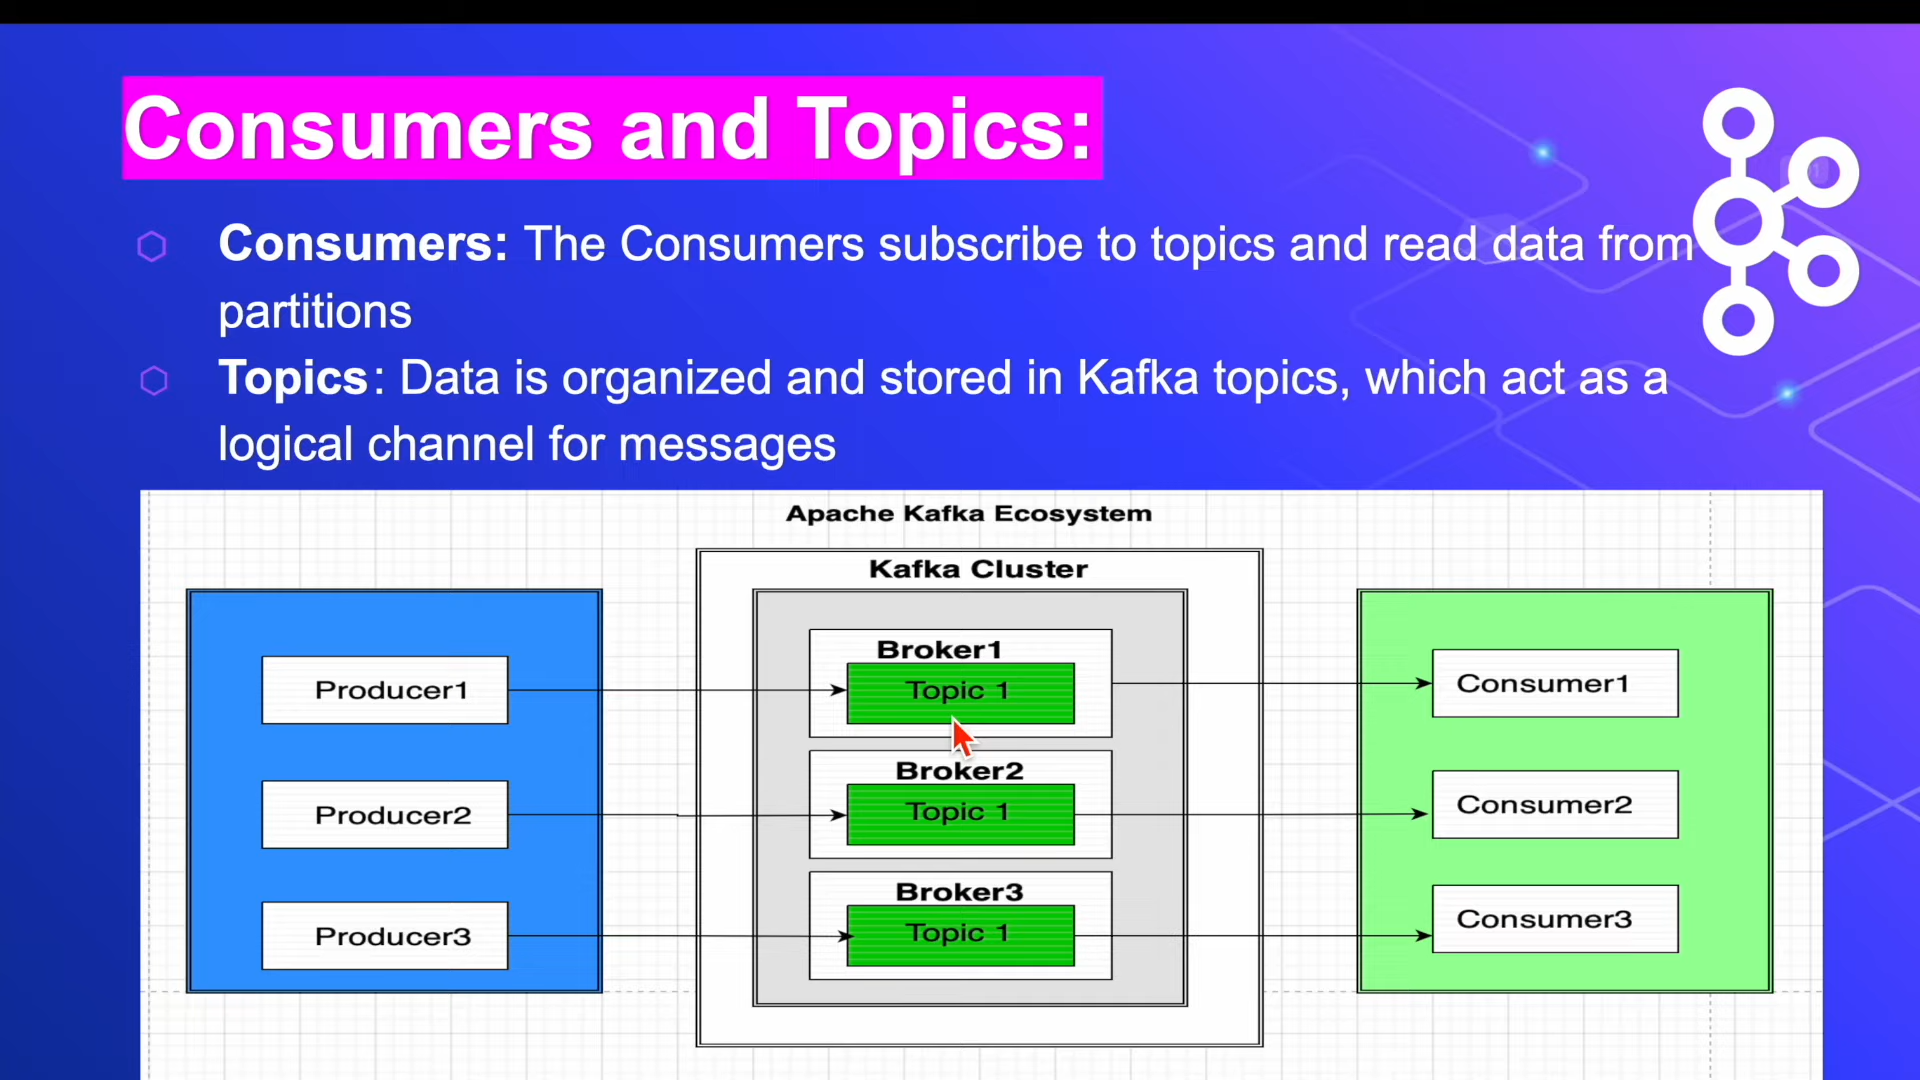 Consumers and Topics:
Consumers: The Consumers subscribe to topics and read data from
partitions
Topics: Data is organized and stored in Kafka topics, which act as a
logical channel for messages
Apache Kafka Ecosystem
Kafka Cluster
Producer1
Producer2
Producer3
Broker1
Topic 1
Broker2
Topic 1
Broker3
Topic 1
Consumer1
Consumer2
Consumer3